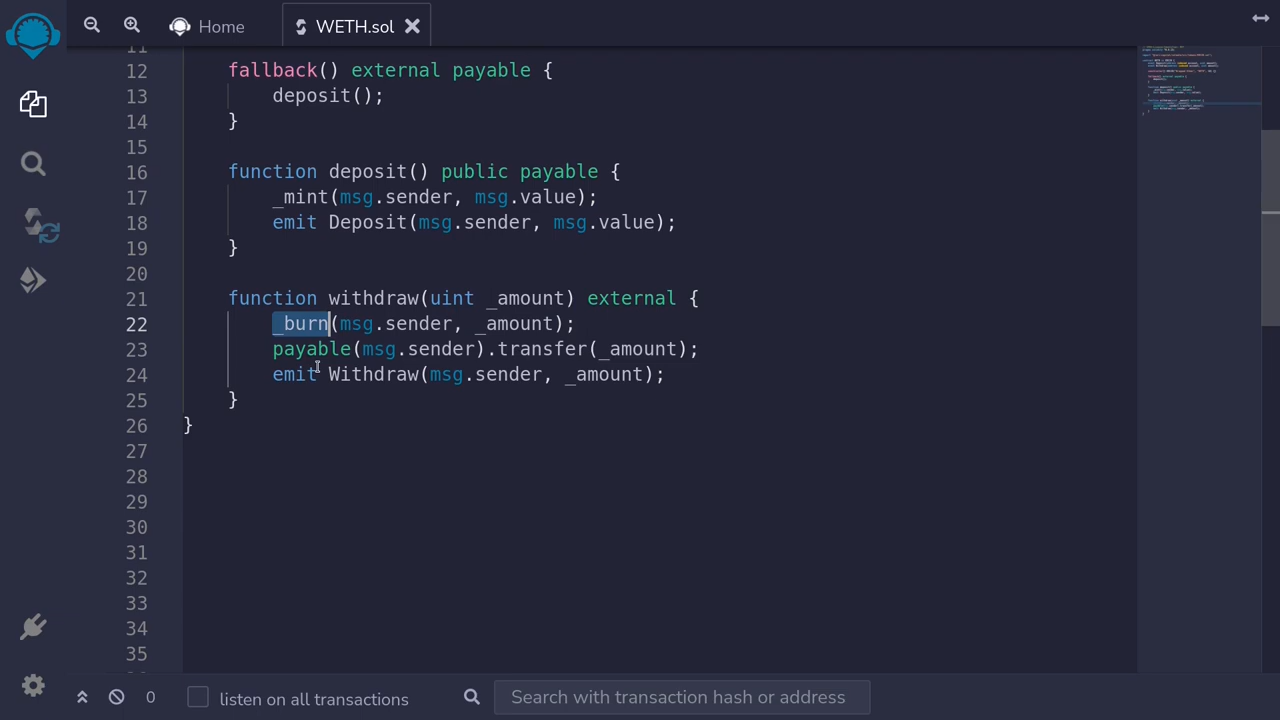 Home
WETH.sol
11
12 fallback() external payable {
13 deposit();
14 }
15
16 function deposit() public payable {
17 _mint(msg.sender, msg.value);
18 emit Deposit(msg.sender, msg.value);
19 }
20
21 function withdraw(uint _amount) external {
22 _burn(msg.sender, _amount);
23 payable(msg.sender).transfer(_amount);
24 emit Withdraw(msg.sender, _amount);
25 }
26 }
27
28
29
30
31
32
33
34
35
0 listen on all transactions Search with transaction hash or address